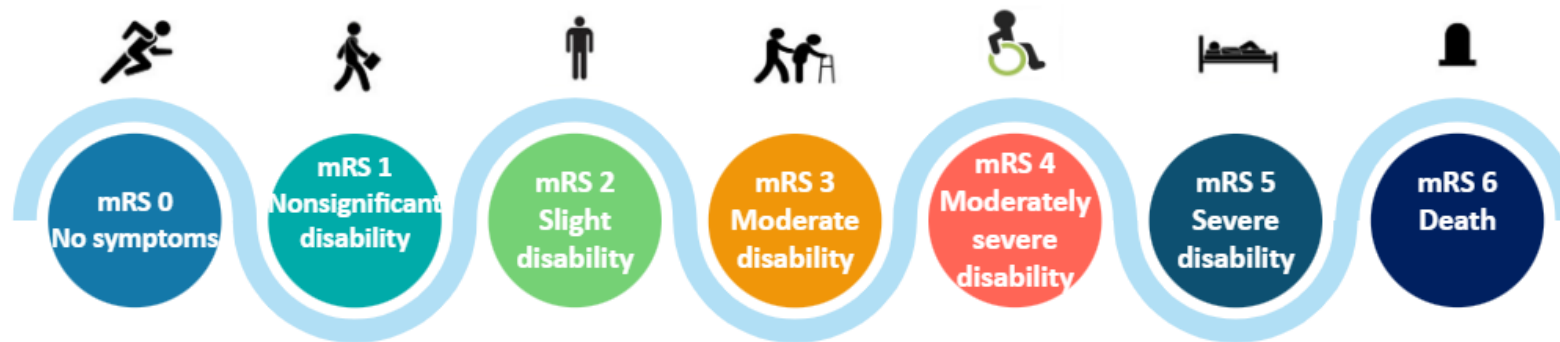 mRS 0
No symptoms
mRS 1
Nonsignificant
disability
mRS 2
Slight
disability
mRS 3
Moderate
disability
mRS 4
Moderately
severe
disability
mRS 5
Severe
disability
mRS 6
Death